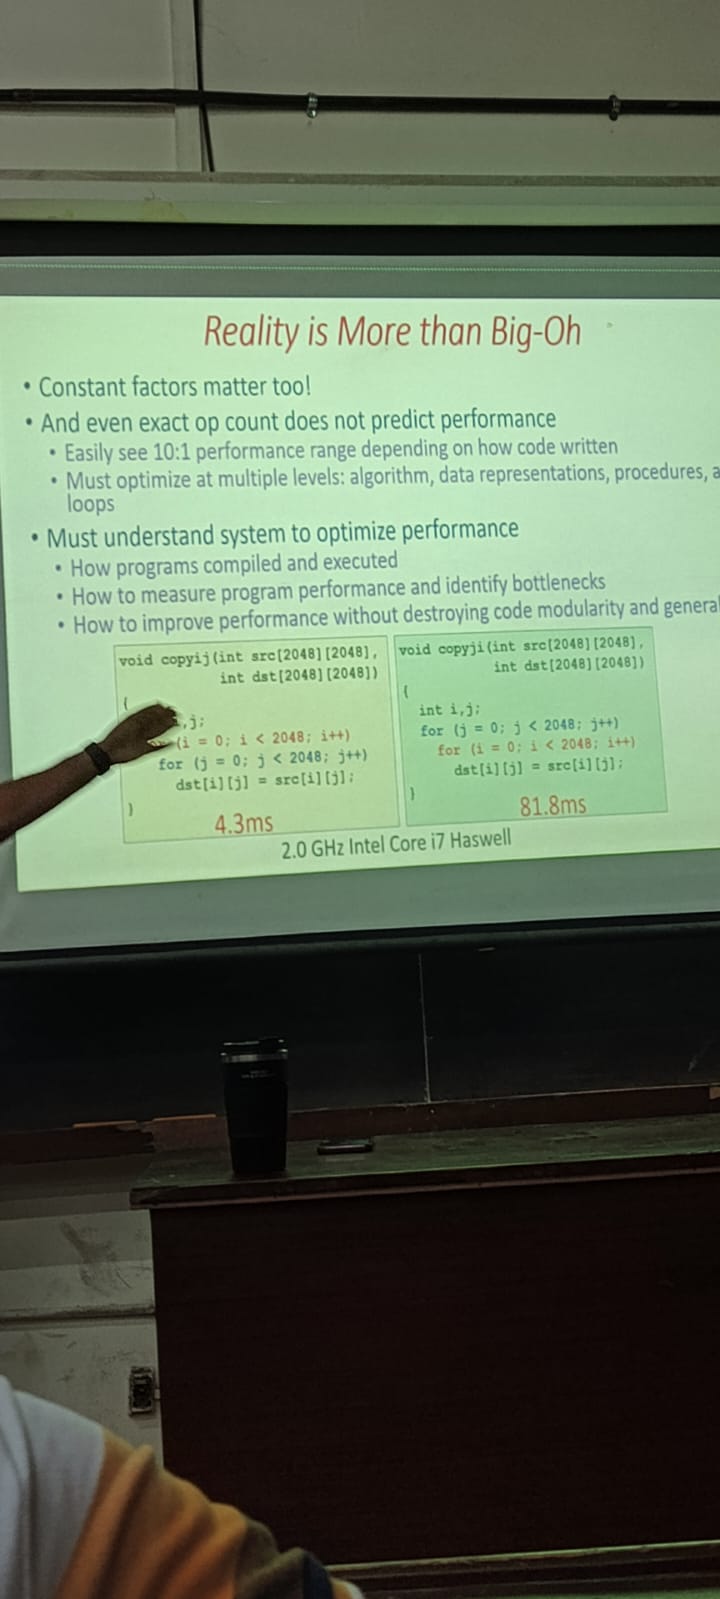 Reality is More than Big-Oh
• Constant factors matter too!
• And even exact op count does not predict performance
• Easily see 10:1 performance range depending on how code written
• Must optimize at multiple levels: algorithm, data representations, procedures, a
loops
• Must understand system to optimize performance
• How programs compiled and executed
• How to measure program performance and identify bottlenecks
• How to improve performance without destroying code modularity and general
void copyij(int src[2048][2048],
int dst[2048][2048])
{
,j;
(i = 0; i < 2048; i++)
for (j = 0; j < 2048; j++)
dst[i][j] = src[i][j];
}
4.3ms
void copyji(int src[2048][2048],
int dst[2048][2048])
{
int i,j;
for (j = 0; j < 2048; j++)
for (i = 0; i < 2048; i++)
dst[i][j] = src[i][j];
}
81.8ms
2.0 GHz Intel Core i7 Haswell